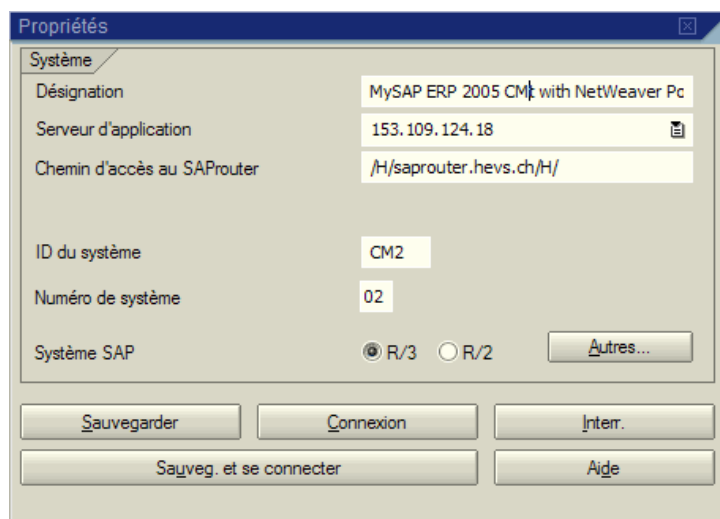 Propriétés
Système
Désignation MySAP ERP 2005 CMt with NetWeaver Po
Serveur d'application 153.109.124.18
Chemin d'accès au SAProuter /H/saprouter.hevs.ch/H/
ID du système CM2
Numéro de système 02
Système SAP R/3 R/2 Autres...
Sauvegarder Connexion Interr.
Sauveg. et se connecter Aide